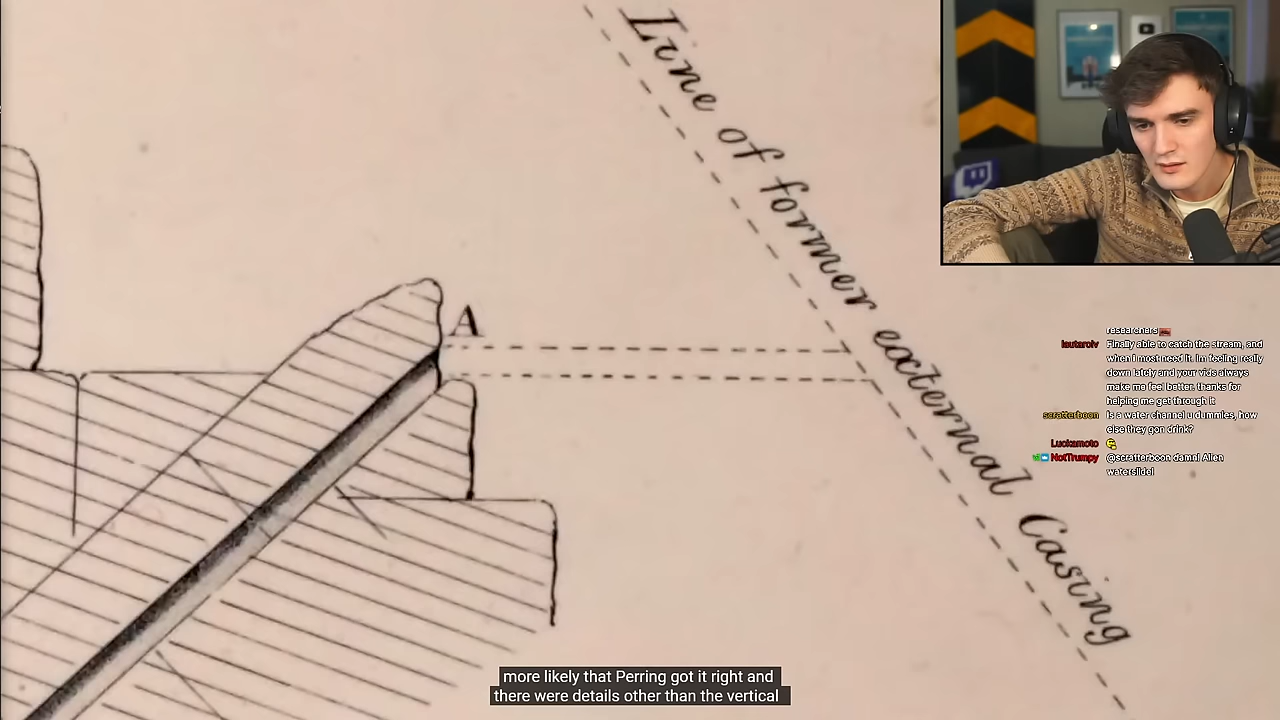 Line of former external Casing
A
researchers
lautarolv Finally able to catch the stream, and
when I most need it. Im feeling really
down lately and your vids always
make me feel better. thanks for
helping me get through it
scratterboon Is a water channel u dummies, how
else they gon drink?
Luckamoto
NotTrumpy @scratterboon damn! Alien
waterslide!
more likely that Perring got it right and
there were details other than the vertical